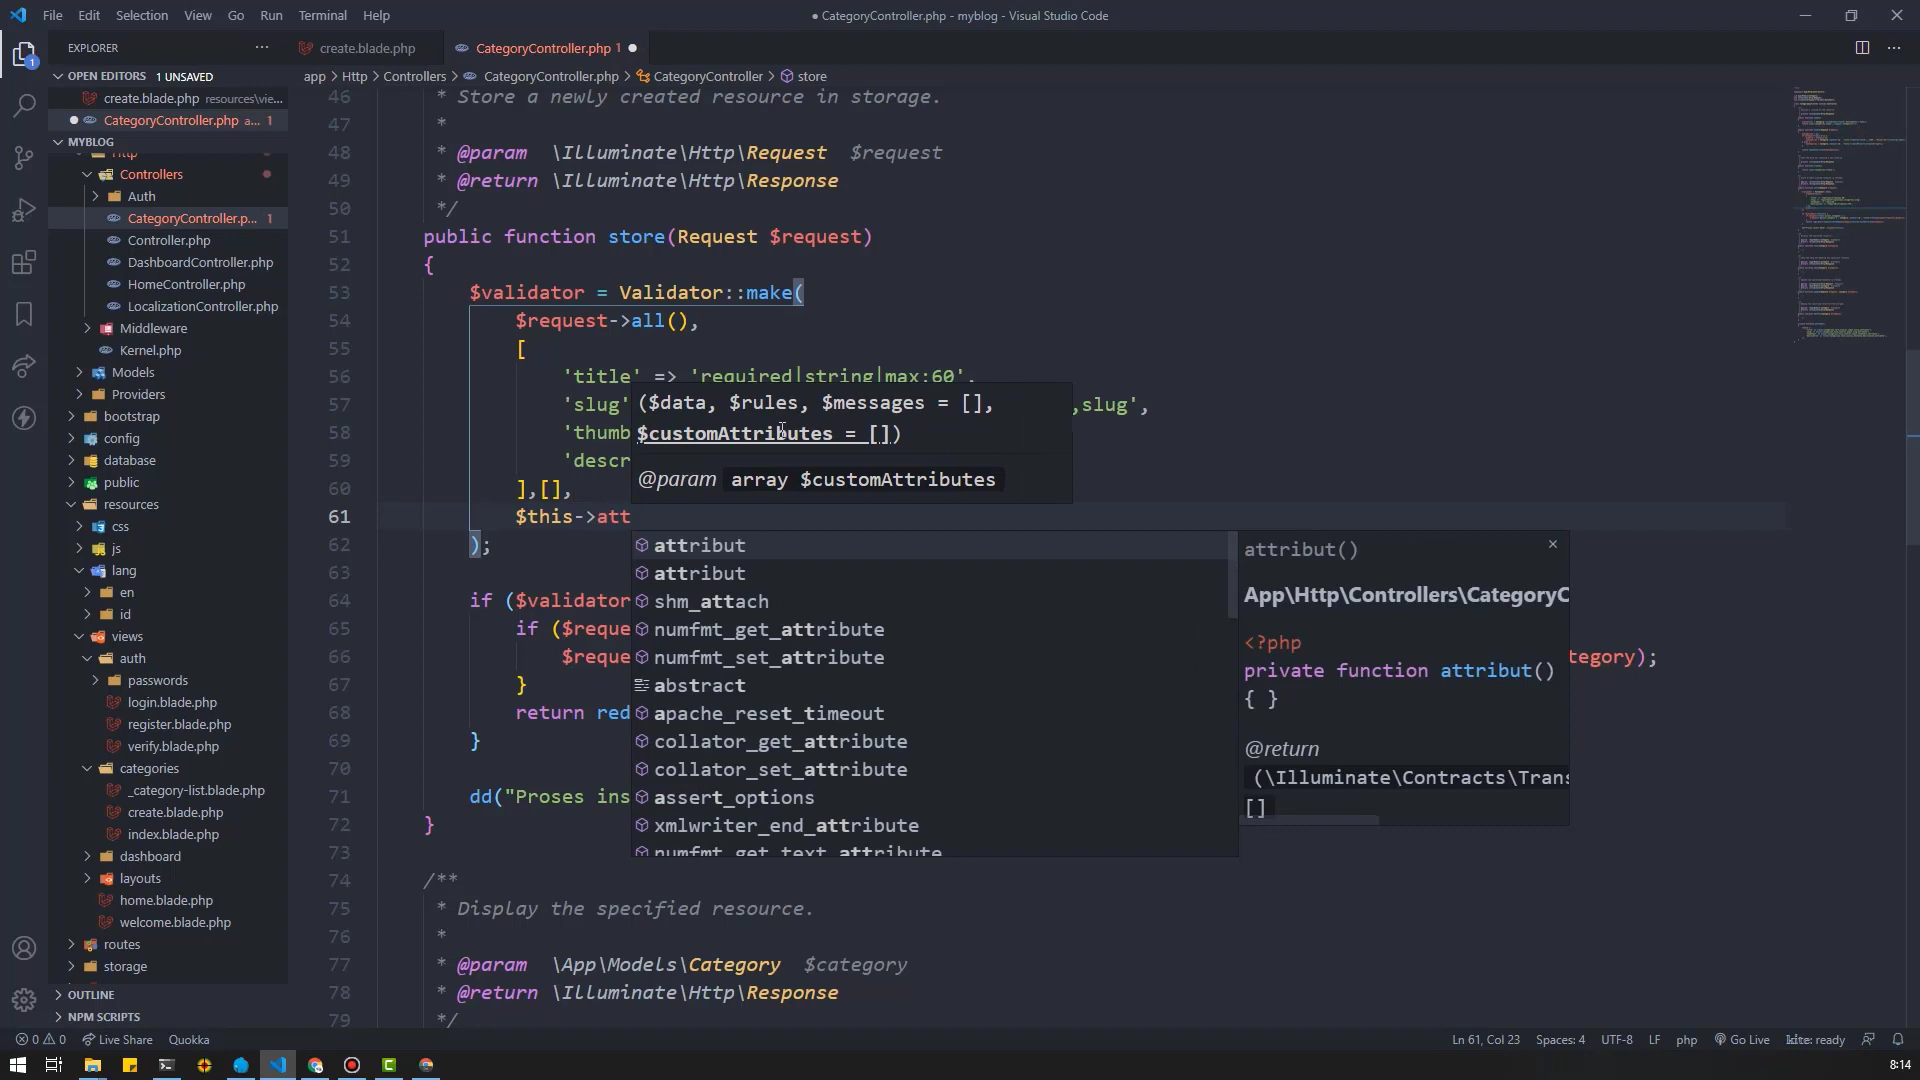 File Edit Selection View Go Run Terminal Help
● CategoryController.php - myblog - Visual Studio Code
EXPLORER
create.blade.php
CategoryController.php 1
OPEN EDITORS 1 UNSAVED
create.blade.php resources\vie...
CategoryController.php a... 1
MYBLOG
Http
Controllers
Auth
CategoryController.p... 1
Controller.php
DashboardController.php
HomeController.php
LocalizationController.php
Middleware
Kernel.php
Models
Providers
bootstrap
config
database
public
resources
css
js
lang
en
id
views
auth
passwords
login.blade.php
register.blade.php
verify.blade.php
categories
_category-list.blade.php
create.blade.php
index.blade.php
dashboard
layouts
home.blade.php
welcome.blade.php
routes
storage
OUTLINE
NPM SCRIPTS
app > Http > Controllers > CategoryController.php > CategoryController > store
46 * Store a newly created resource in storage.
47 *
48 * @param \Illuminate\Http\Request $request
49 * @return \Illuminate\Http\Response
50 */
51 public function store(Request $request)
52 {
53 $validator = Validator::make(
54 $request->all(),
55 [
56 'title' => 'required|string|max:60',
57 'slug' ,slug',
58 'thumb
59 'descr
60 ],[],
61 $this->att
62 );
63
64 if ($validator
65 if ($reque
66 $reque tegory);
67 }
68 return red
69 }
70
71 dd("Proses ins
72 }
73
74 /**
75 * Display the specified resource.
76 *
77 * @param \App\Models\Category $category
78 * @return \Illuminate\Http\Response
79 */
($data, $rules, $messages = [],
$customAttributes = [])
@param array $customAttributes
attribut
attribut
shm_attach
numfmt_get_attribute
numfmt_set_attribute
abstract
apache_reset_timeout
collator_get_attribute
collator_set_attribute
assert_options
xmlwriter_end_attribute
numfmt_get_text_attribute
attribut()
App\Http\Controllers\CategoryC
<?php
private function attribut()
{ }
@return
(\Illuminate\Contracts\Trans
[]
0 0 Live Share Quokka
Ln 61, Col 23 Spaces: 4 UTF-8 LF php Go Live kite: ready
8:14